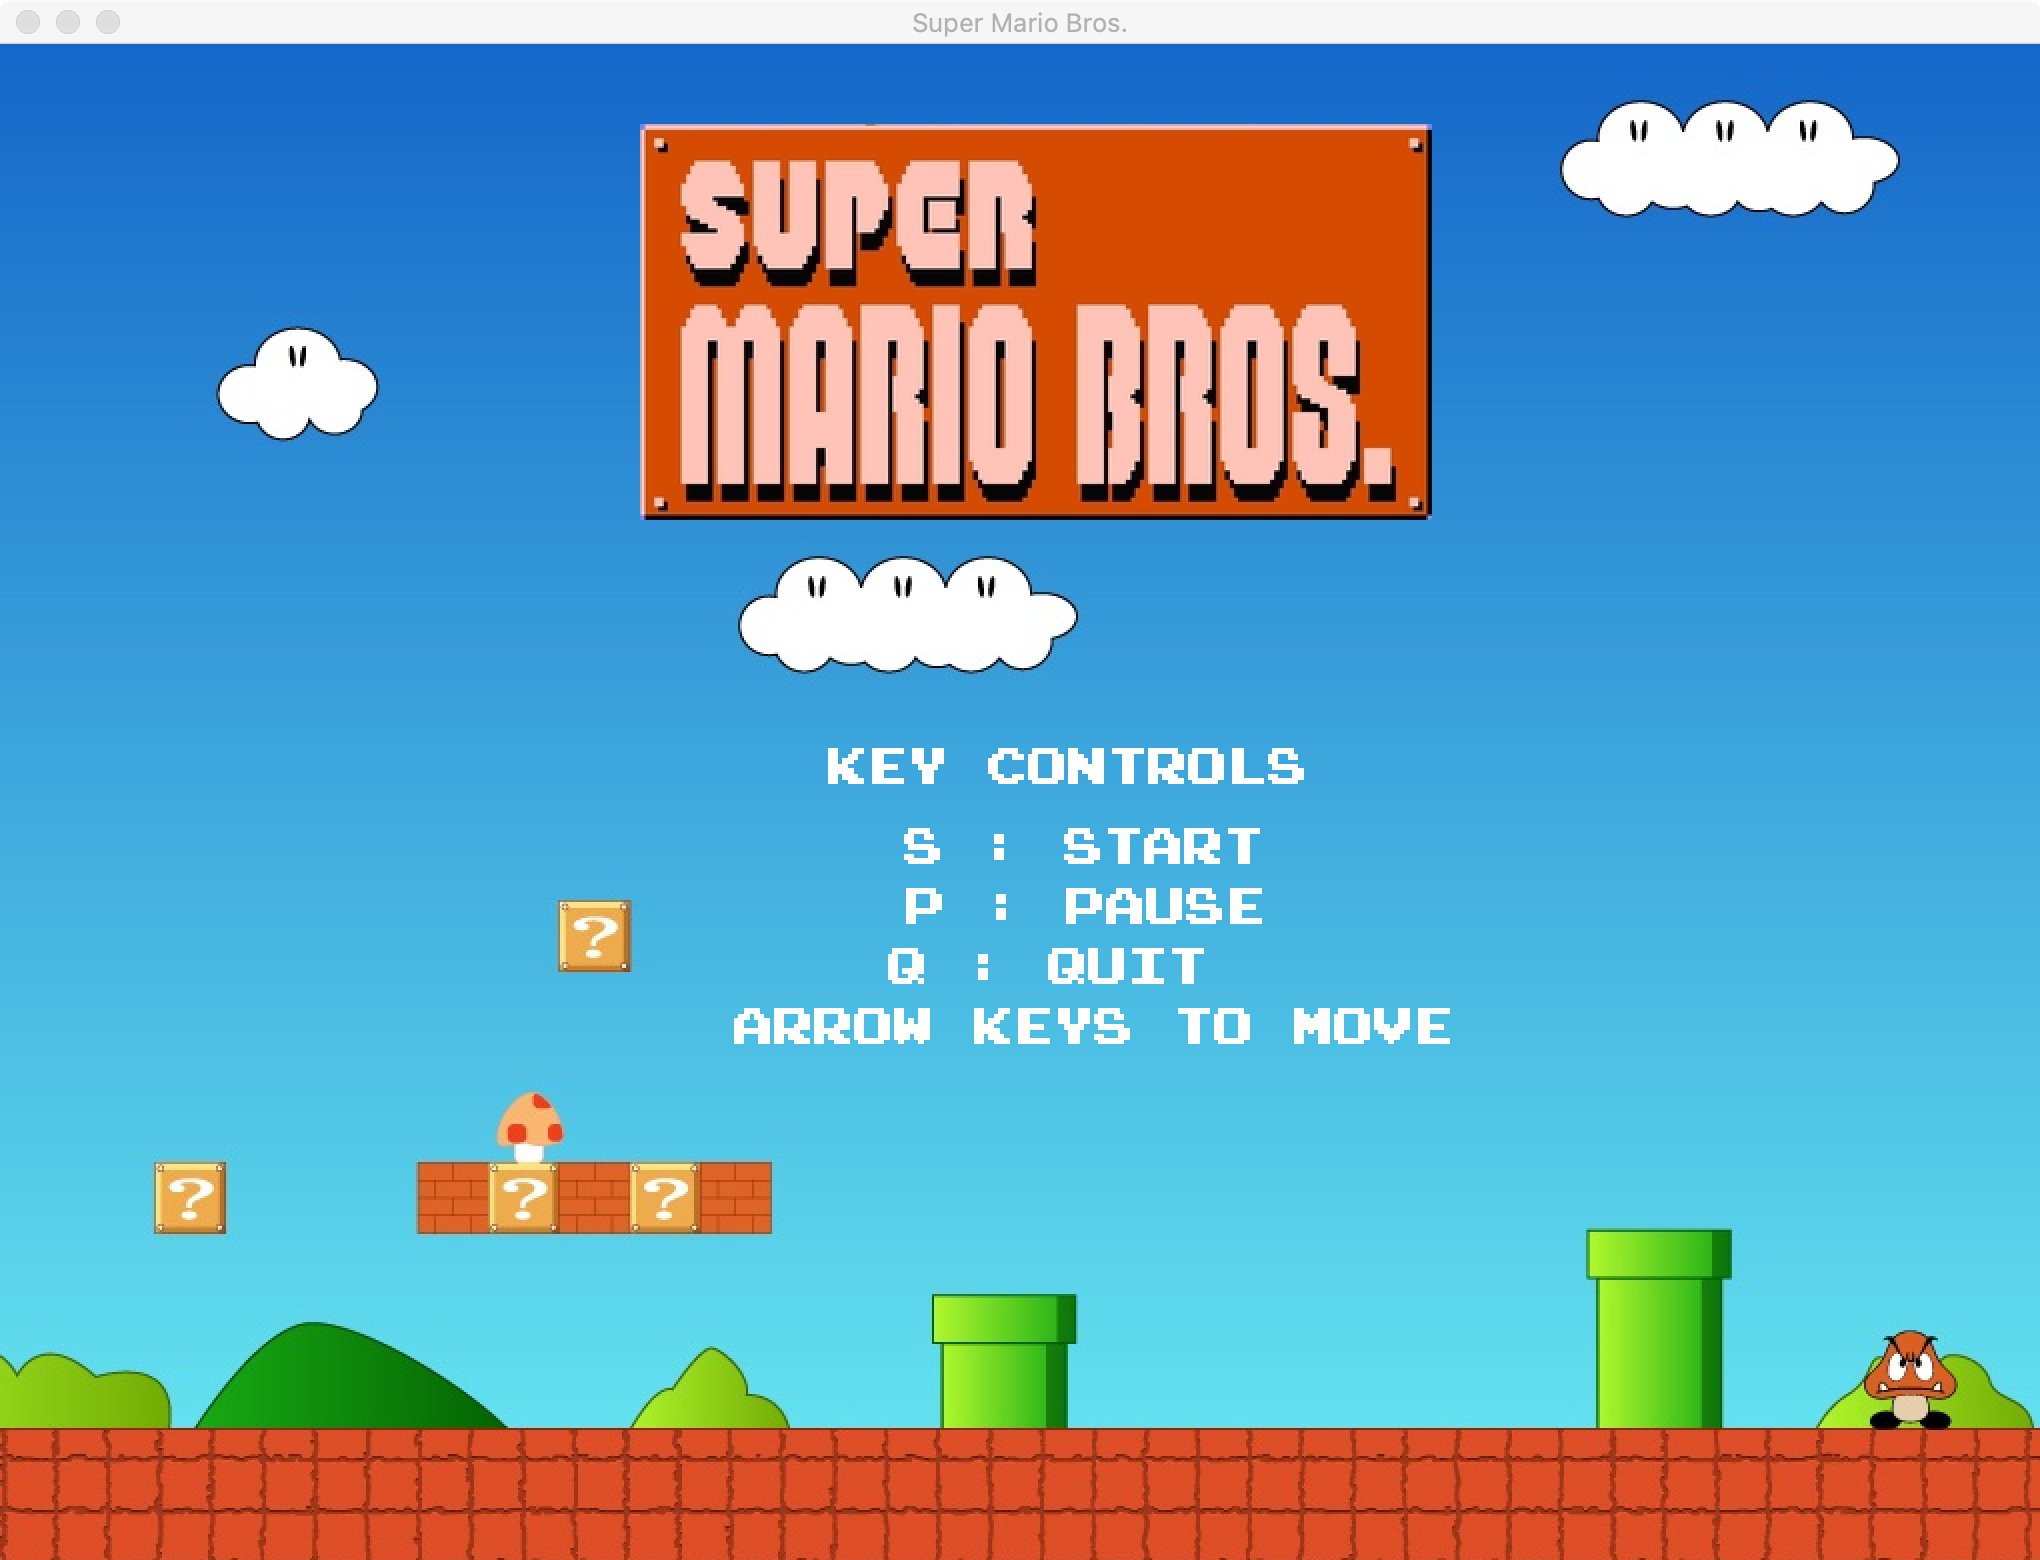 Super Mario Bros.
SUPER
MARIO BROS.
KEY CONTROLS
S : START
P : PAUSE
Q : QUIT
ARROW KEYS TO MOVE
?
?
? ?